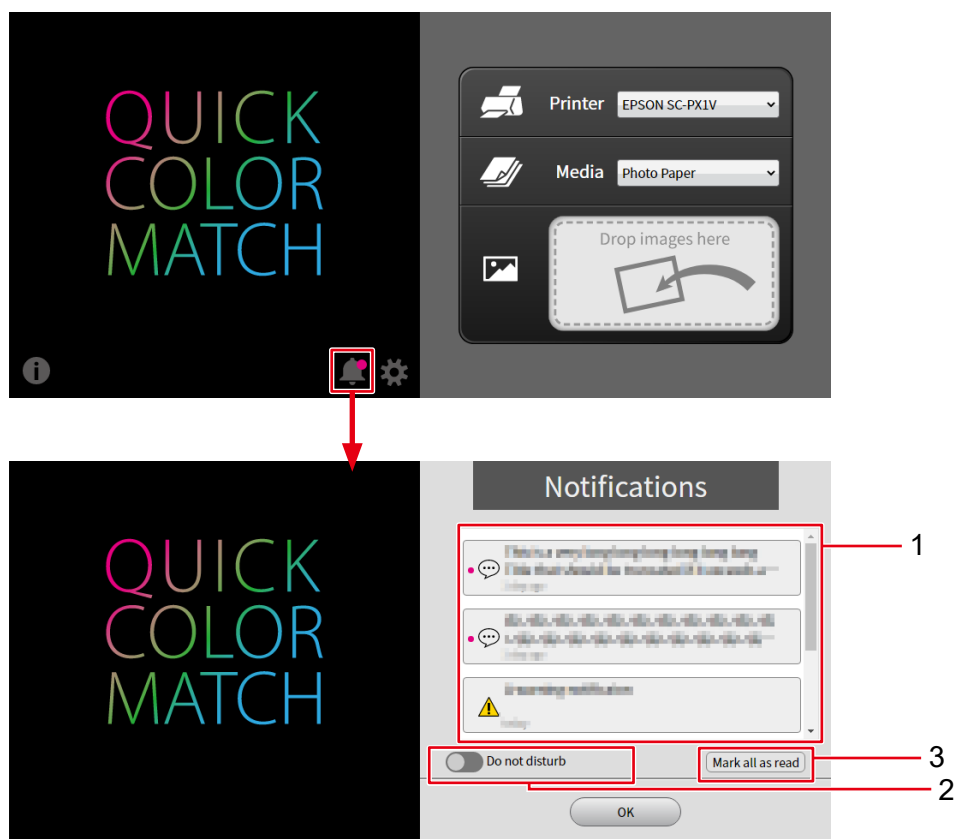 QUICK
COLOR
MATCH
Printer EPSON SC-PX1V
Media Photo Paper
Drop images here
QUICK
COLOR
MATCH
Notifications
1
Do not disturb
Mark all as read
3
2
OK